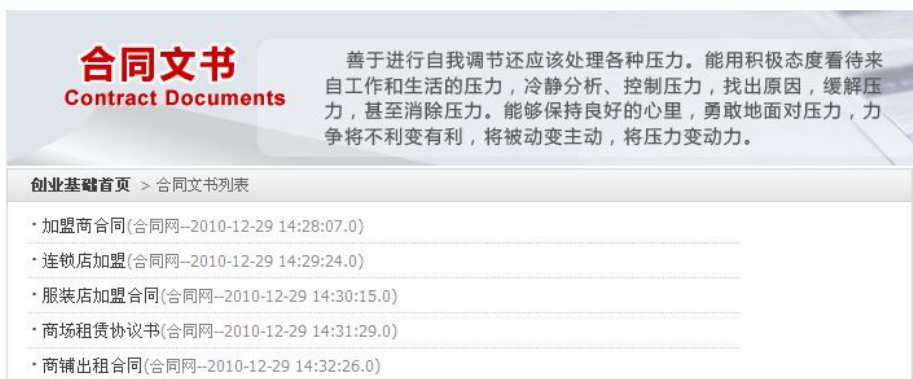 合同文书
Contract Documents
善于进行自我调节还应该处理各种压力。能用积极态度看待来
自工作和生活的压力，冷静分析、控制压力，找出原因，缓解压
力，甚至消除压力。能够保持良好的心里，勇敢地面对压力，力
争将不利变有利，将被动变主动，将压力变动力。
创业基础首页 > 合同文书列表
·加盟商合同(合同网--2010-12-29 14:28:07.0)
·连锁店加盟(合同网--2010-12-29 14:29:24.0)
·服装店加盟合同(合同网--2010-12-29 14:30:15.0)
·商场租赁协议书(合同网--2010-12-29 14:31:29.0)
·商铺出租合同(合同网--2010-12-29 14:32:26.0)